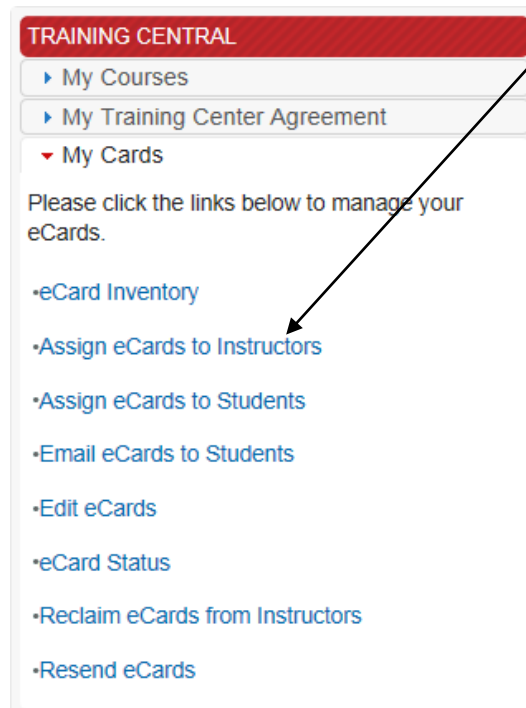 TRAINING CENTRAL
My Courses
My Training Center Agreement
My Cards
Please click the links below to manage your
eCards.
•eCard Inventory
•Assign eCards to Instructors
•Assign eCards to Students
•Email eCards to Students
•Edit eCards
•eCard Status
•Reclaim eCards from Instructors
•Resend eCards